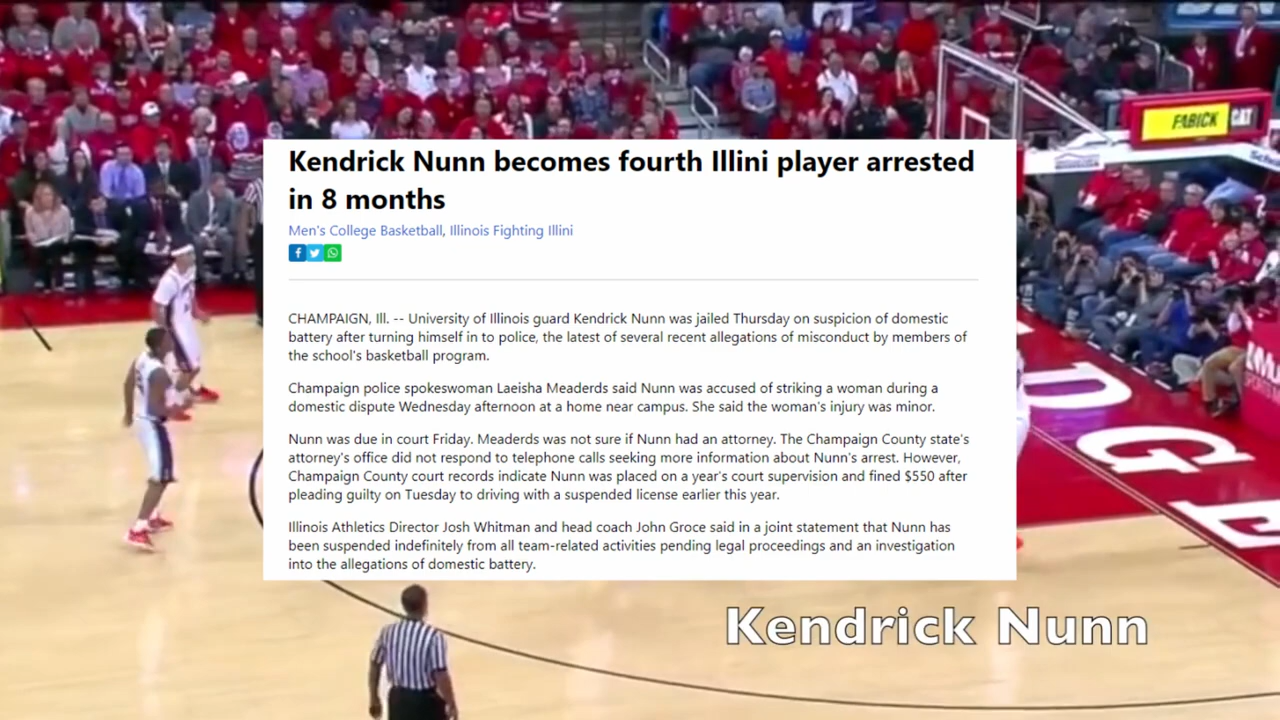 FABICK CAT
Kendrick Nunn becomes fourth Illini player arrested
in 8 months
Men's College Basketball, Illinois Fighting Illini
CHAMPAIGN, Ill. -- University of Illinois guard Kendrick Nunn was jailed Thursday on suspicion of domestic
battery after turning himself in to police, the latest of several recent allegations of misconduct by members of
the school's basketball program.
Champaign police spokeswoman Laeisha Meaderds said Nunn was accused of striking a woman during a
domestic dispute Wednesday afternoon at a home near campus. She said the woman's injury was minor.
Nunn was due in court Friday. Meaderds was not sure if Nunn had an attorney. The Champaign County state's
attorney's office did not respond to telephone calls seeking more information about Nunn's arrest. However,
Champaign County court records indicate Nunn was placed on a year's court supervision and fined $550 after
pleading guilty on Tuesday to driving with a suspended license earlier this year.
Illinois Athletics Director Josh Whitman and head coach John Groce said in a joint statement that Nunn has
been suspended indefinitely from all team-related activities pending legal proceedings and an investigation
into the allegations of domestic battery.
Kendrick Nunn